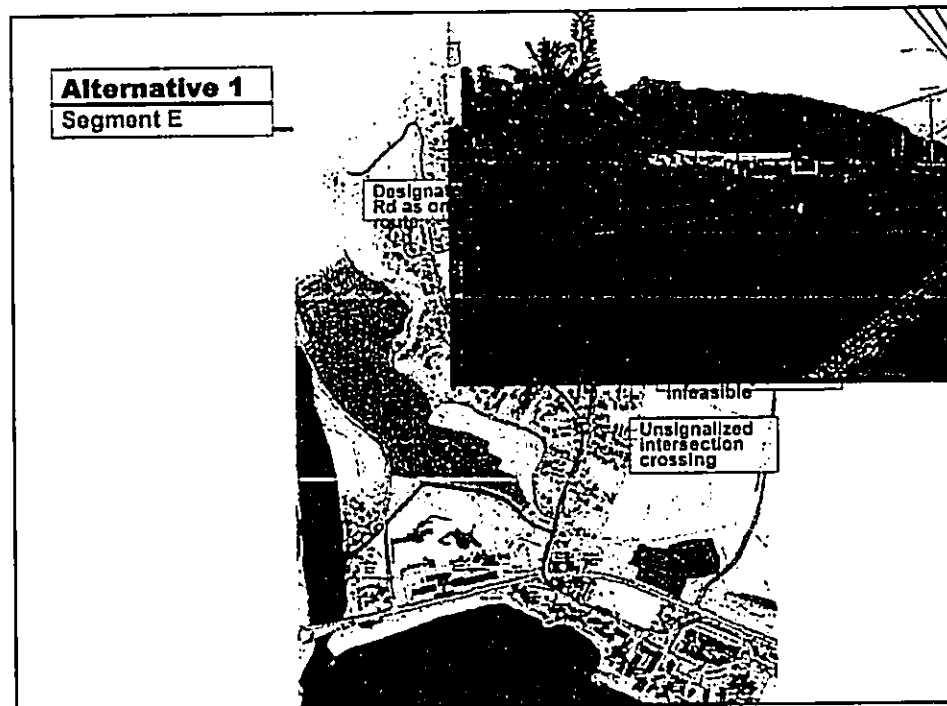 Alternative 1
Segment E
Designat
Rd as on
route
infeasible
Unsignalized
intersection
crossing